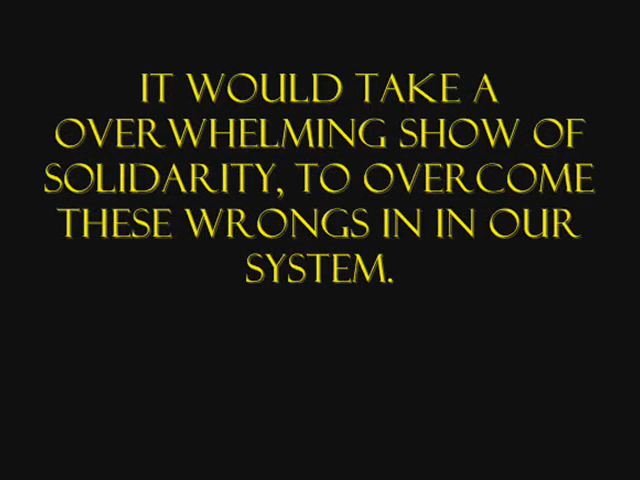 IT WOULD TAKE A
OVERWHELMING SHOW OF
SOLIDARITY, TO OVERCOME
THESE WRONGS IN IN OUR
SYSTEM.